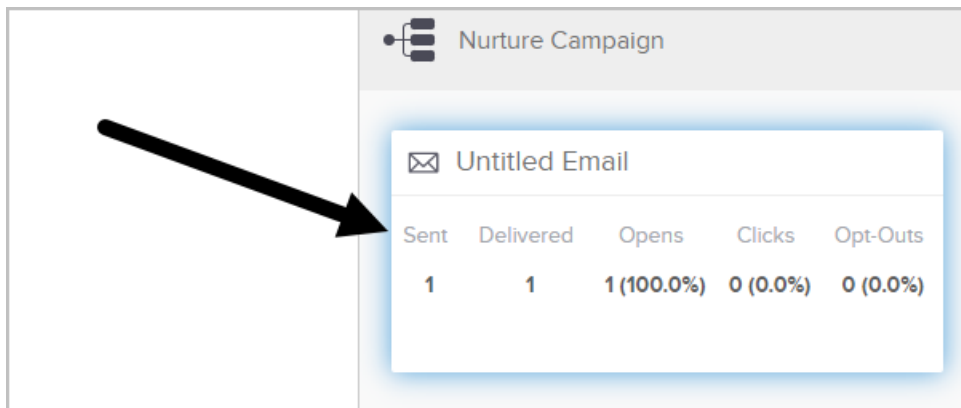 Nurture Campaign
Untitled Email
Sent Delivered Opens Clicks Opt-Outs
1 1 1 (100.0%) 0 (0.0%) 0 (0.0%)